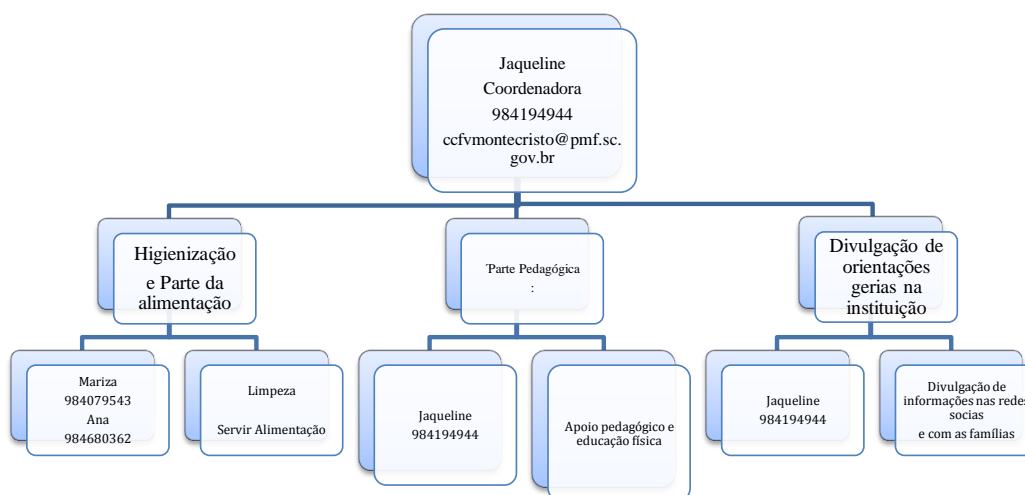 Jaqueline
Coordenadora
984194944
ccfvmontecristo@pmf.sc.
gov.br
Higienização
e Parte da
alimentação
'Parte Pedagógica
:
Divulgação de
orientações
gerias na
instituição
Mariza
984079543
Ana
984680362
Limpeza
Servir Alimentação
Jaqueline
984194944
Apoio pedagógico e
educação física
Jaqueline
984194944
Divulgação de
informações nas redes
socias
e com as famílias